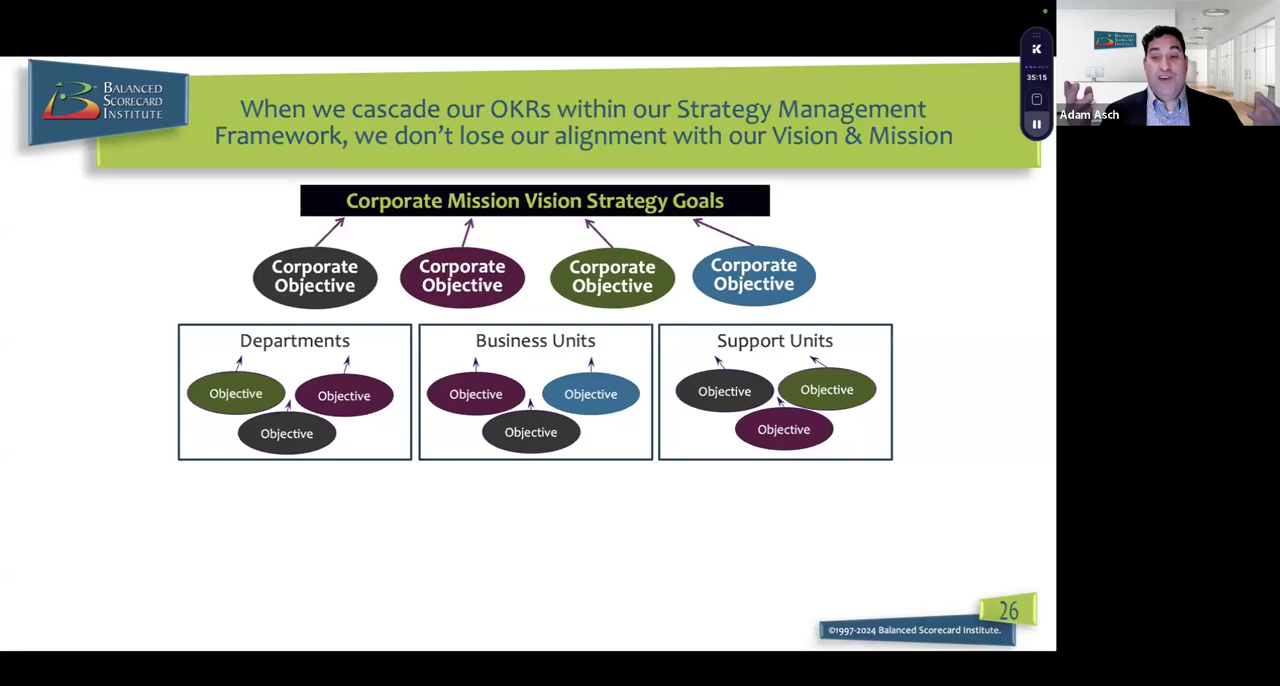 BALANCED
SCORECARD
INSTITUTE
When we cascade our OKRs within our Strategy Management
Framework, we don't lose our alignment with our Vision & Mission
Corporate Mission Vision Strategy Goals
Corporate
Objective
Corporate
Objective
Corporate
Objective
Corporate
Objective
Departments
Objective
Objective
Objective
Business Units
Objective
Objective
Objective
Support Units
Objective
Objective
Objective
26
©1997-2024 Balanced Scorecard Institute.
K
35:15
BALANCED
SCORECARD
INSTITUTE
Adam Asch